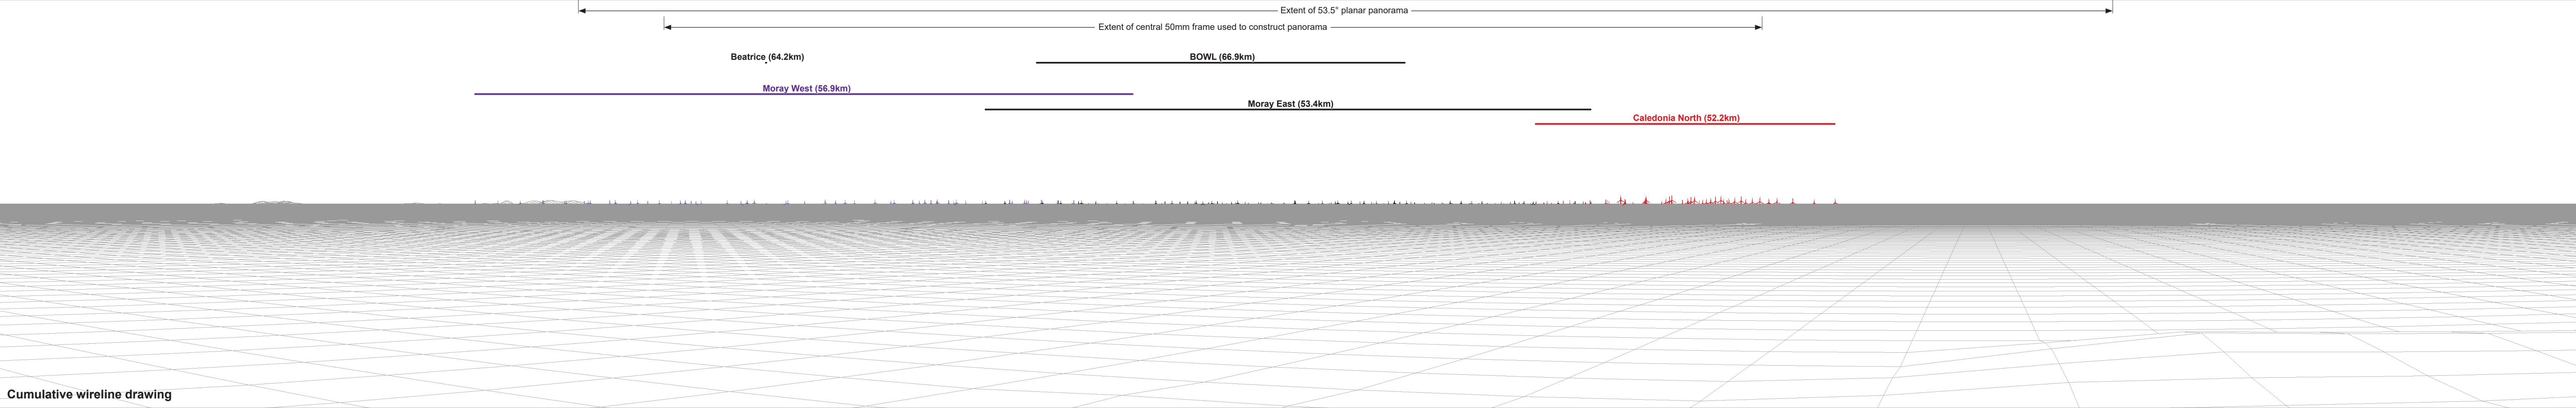 Extent of 53.5° planar panorama
Extent of central 50mm frame used to construct panorama
Beatrice (64.2km)
BOWL (66.9km)
Moray West (56.9km)
Moray East (53.4km)
Caledonia North (52.2km)
Cumulative wireline drawing